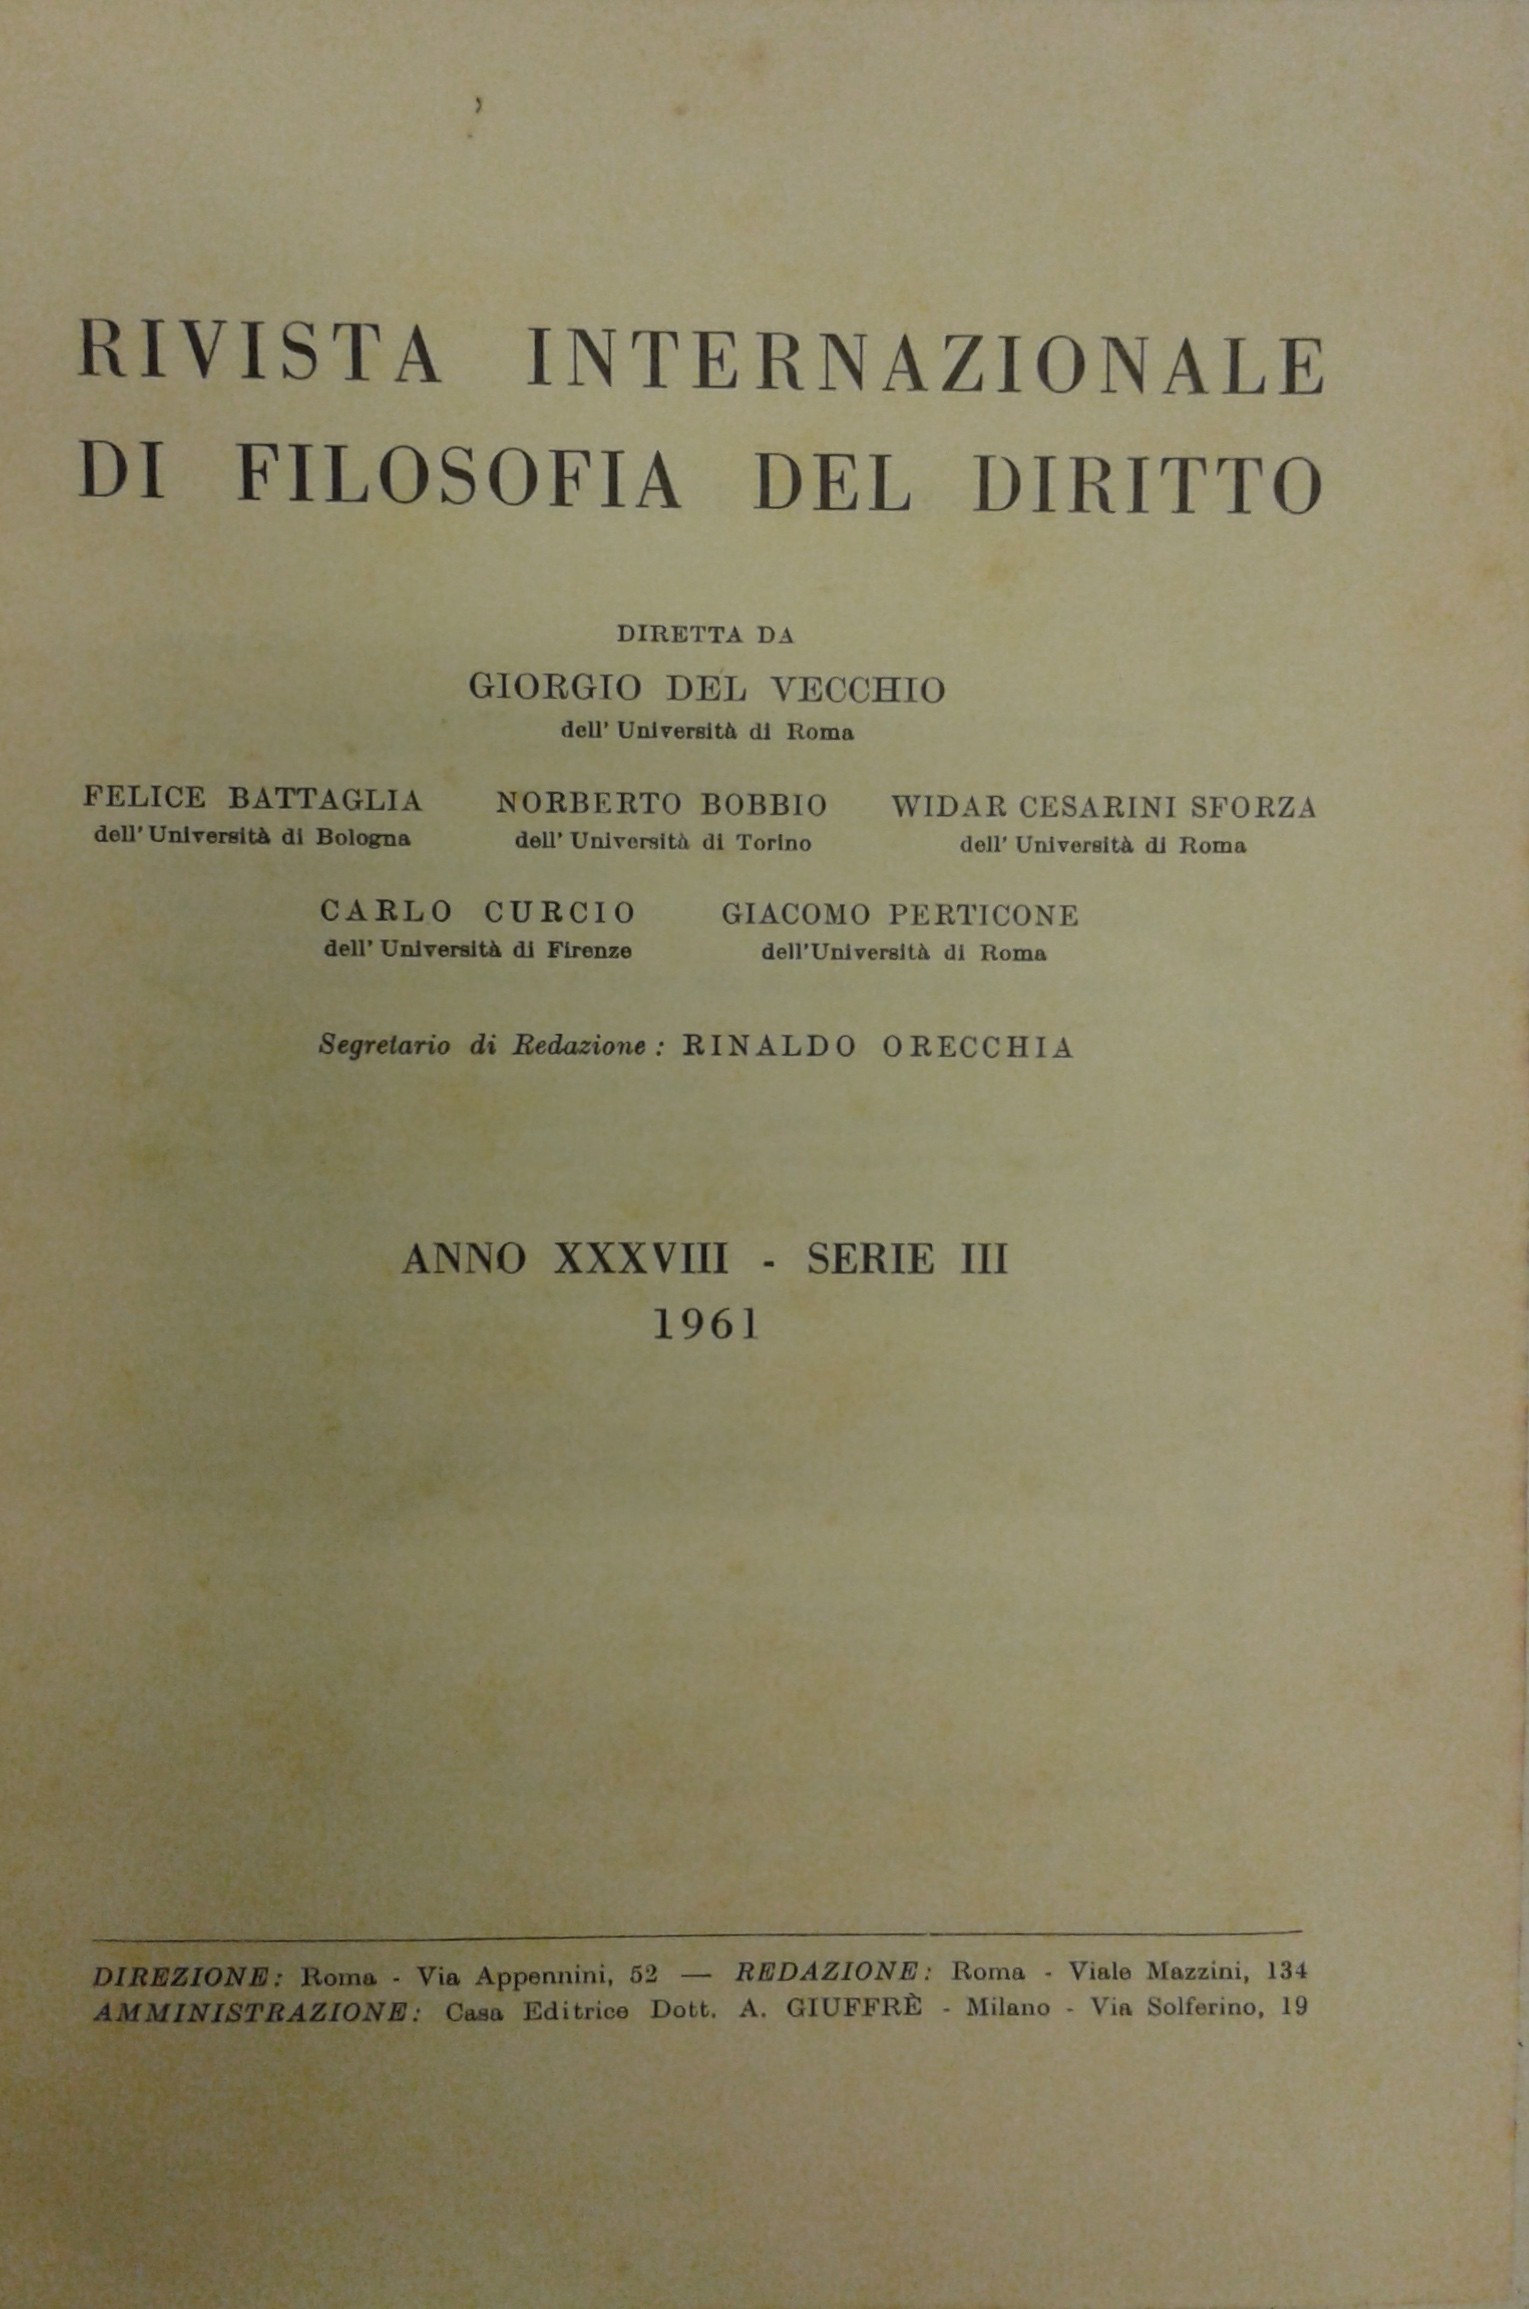 RIVISTA INTERNAZIONALE
DI FILOSOFIA DEL DIRITTO
DIRETTA DA
GIORGIO DEL VECCHIO
dell' Università di Roma
FELICE BATTAGLIA NORBERTO BOBBIO WIDAR CESARINI SFORZA
dell' Università di Bologna dell' Università di Torino dell' Università di Roma
CARLO CURCIO GIACOMO PERTICONE
dell' Università di Firenze dell'Università di Roma
Segretario di Redazione : RINALDO ORECCHIA
ANNO XXXVIII - SERIE III
1961
DIREZIONE: Roma - Via Appennini, 52 — REDAZIONE: Roma - Viale Mazzini, 134
AMMINISTRAZIONE: Casa Editrice Dott. A. GIUFFRÈ - Milano - Via Solferino, 19